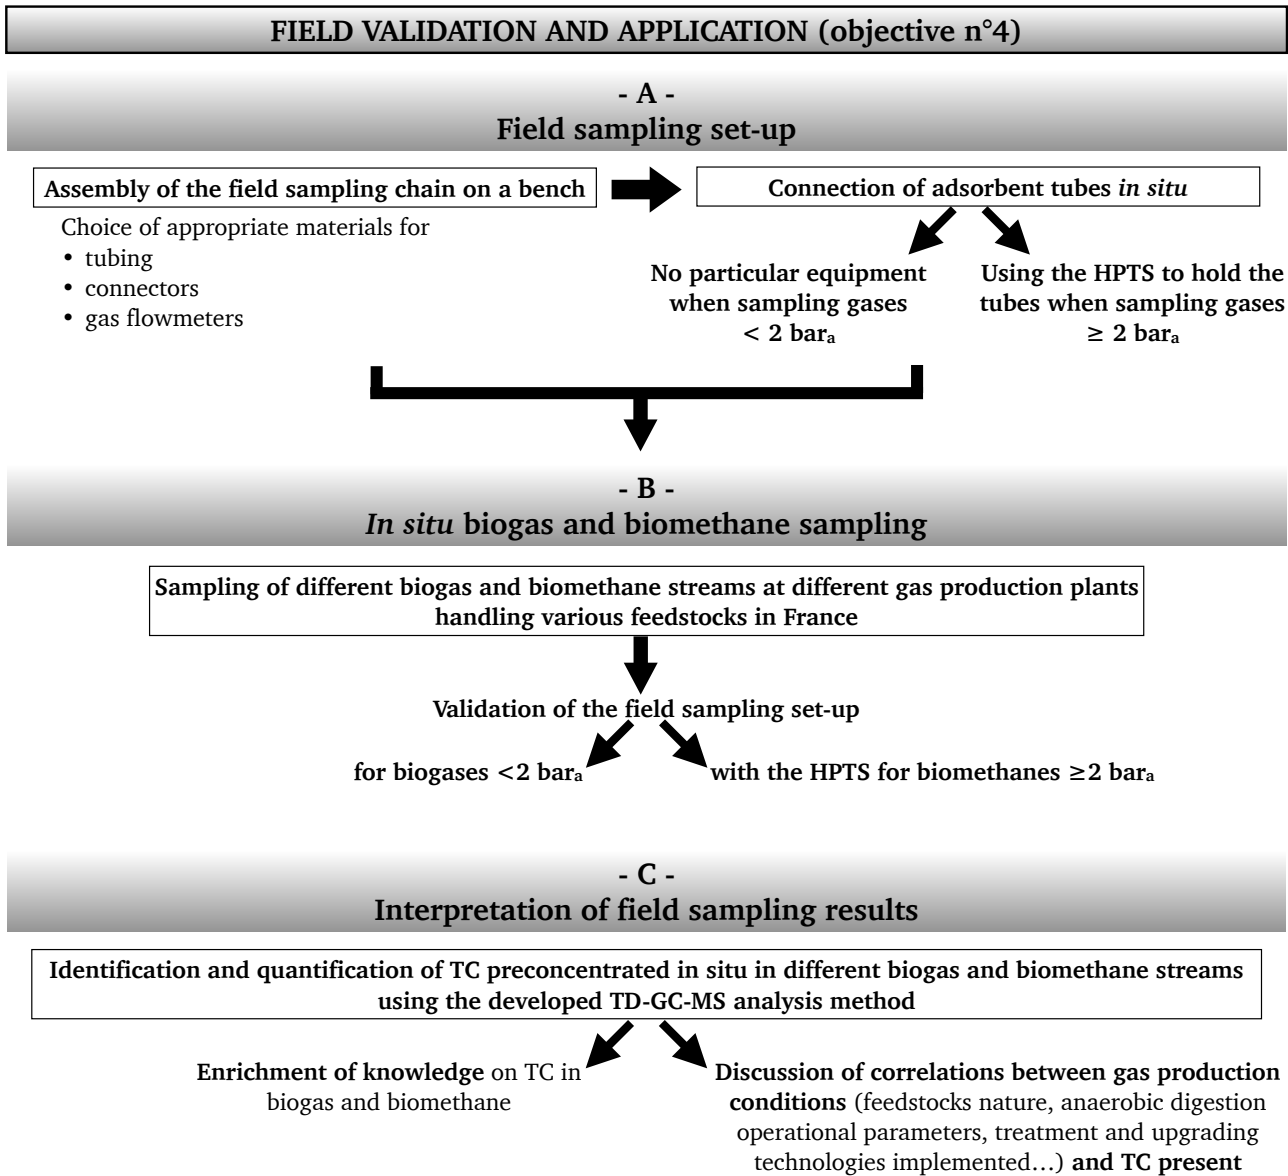 FIELD VALIDATION AND APPLICATION (objective n°4)
- A -
Field sampling set-up
Assembly of the field sampling chain on a bench
Choice of appropriate materials for
• tubing
• connectors
• gas flowmeters
Connection of adsorbent tubes in situ
No particular equipment
when sampling gases
< 2 barₐ
Using the HPTS to hold the
tubes when sampling gases
≥ 2 barₐ
- B -
In situ biogas and biomethane sampling
Sampling of different biogas and biomethane streams at different gas production plants
handling various feedstocks in France
Validation of the field sampling set-up
for biogases <2 barₐ
with the HPTS for biomethanes ≥2 barₐ
- C -
Interpretation of field sampling results
Identification and quantification of TC preconcentrated in situ in different biogas and biomethane streams
using the developed TD-GC-MS analysis method
Enrichment of knowledge on TC in
biogas and biomethane
Discussion of correlations between gas production
conditions (feedstocks nature, anaerobic digestion
operational parameters, treatment and upgrading
technologies implemented…) and TC present